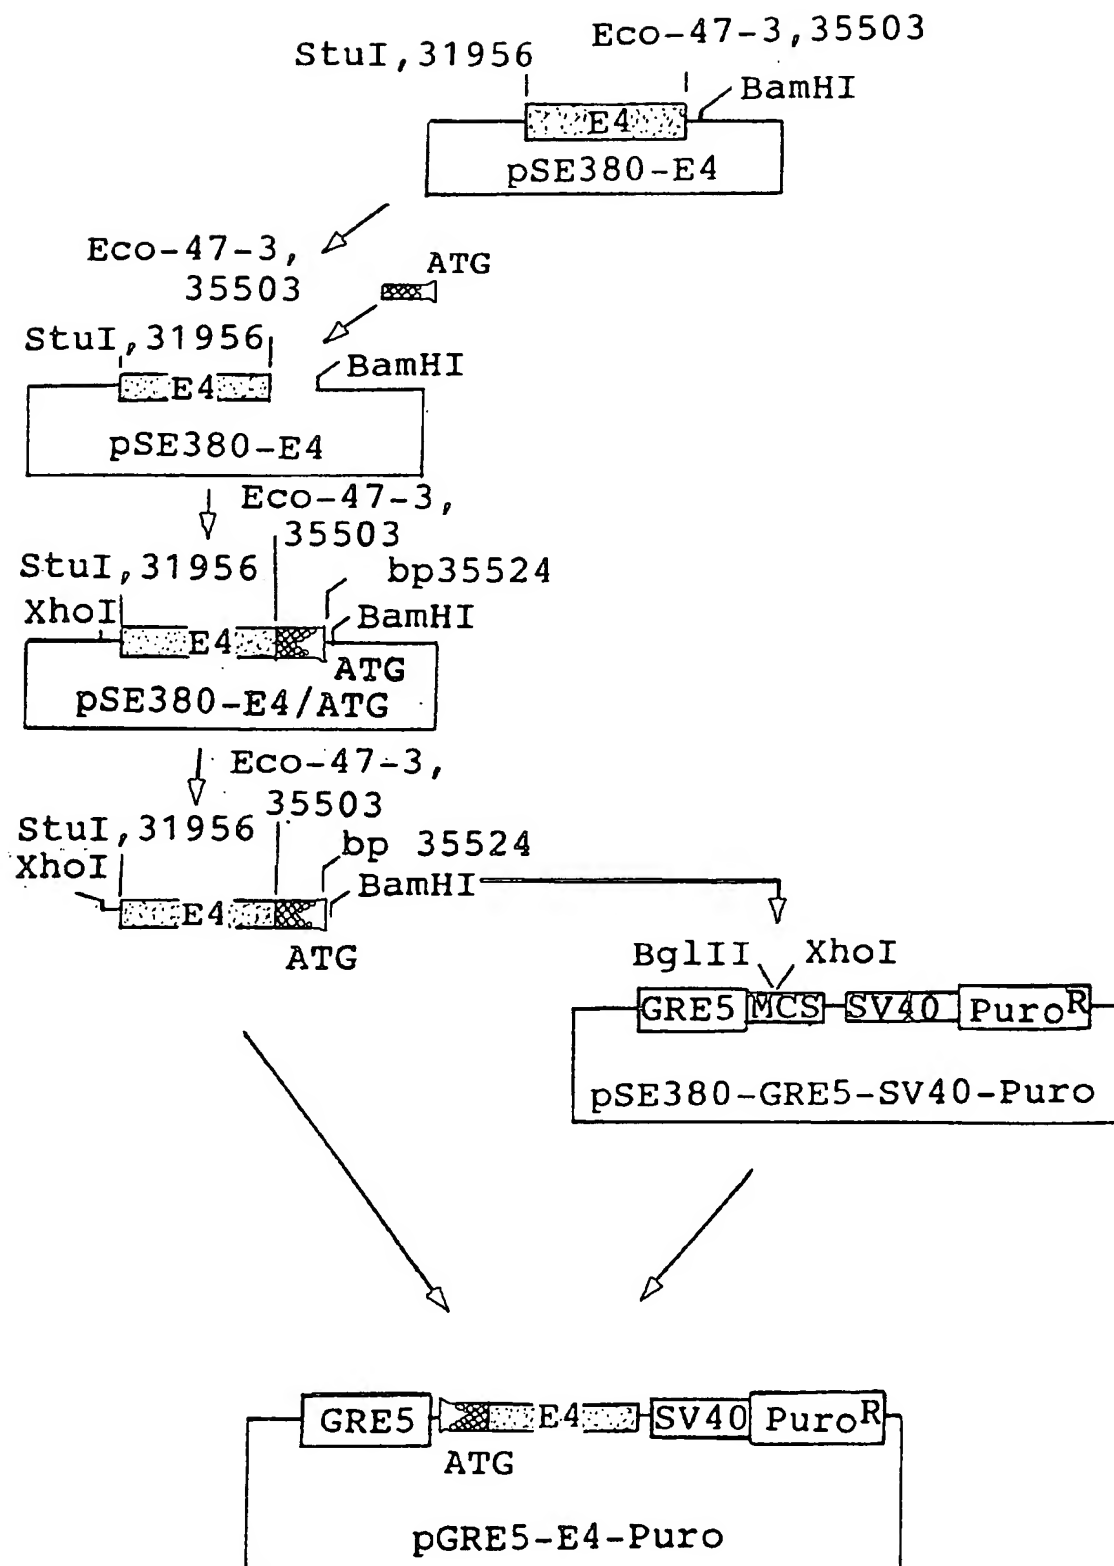 StuI,31956
Eco-47-3,35503
BamHI
E4
pSE380-E4
Eco-47-3,
35503
ATG
StuI,31956
BamHI
E4
pSE380-E4
Eco-47-3,
35503
StuI,31956
bp35524
XhoI
BamHI
E4
ATG
pSE380-E4/ATG
Eco-47-3,
35503
StuI,31956
bp 35524
XhoI
BamHI
E4
ATG
BglII
XhoI
GRE5
MCS
SV40
PuroR
pSE380-GRE5-SV40-Puro
GRE5
E4
SV40
PuroR
ATG
pGRE5-E4-Puro